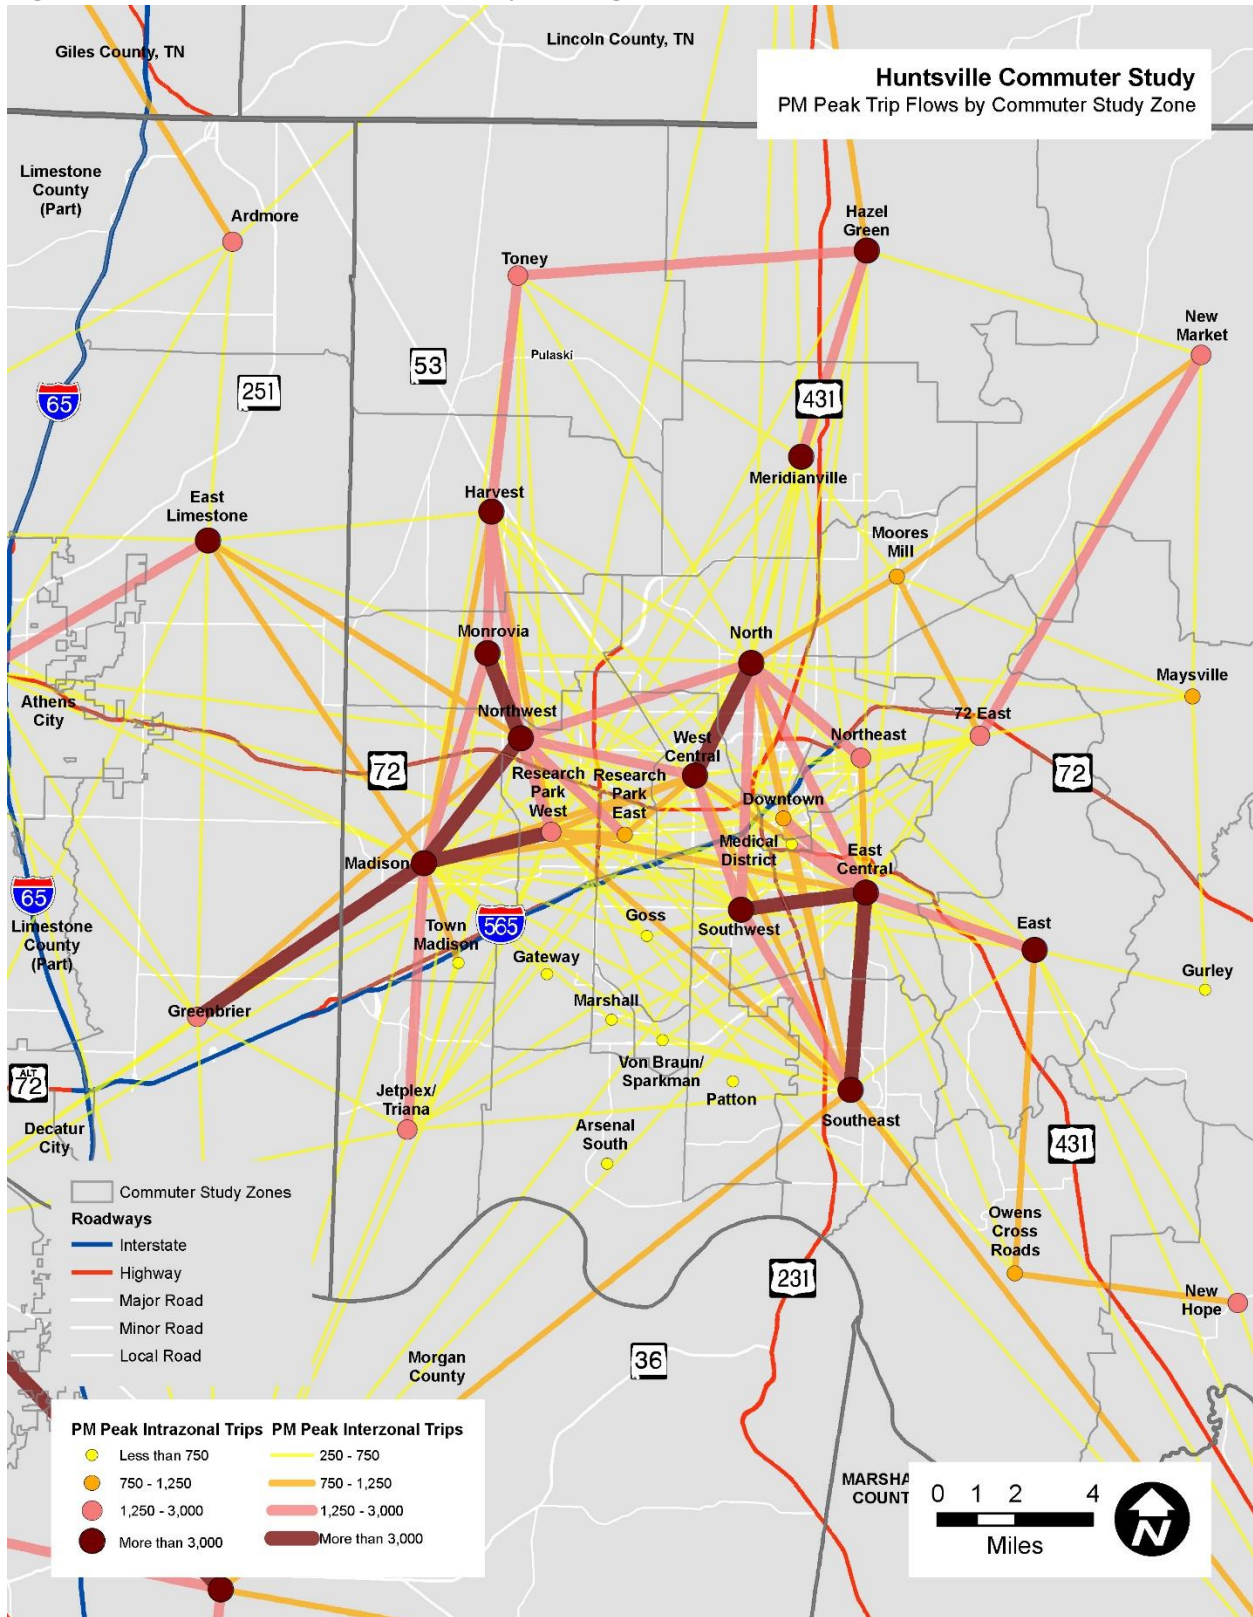 Giles County, TN
Lincoln County, TN
Huntsville Commuter Study
PM Peak Trip Flows by Commuter Study Zone
Limestone
County
(Part)
Ardmore
Hazel
Green
Toney
New
Market
Pulaski
53
251
65
431
Meridianville
Harvest
East
Limestone
Moores
Mill
Monrovia
North
Maysville
Athens
City
Northwest
72 East
Northeast
West
Central
72
72
Research
Park
West
Research
Park
East
Downtown
Medical
District
East
Central
Madison
65
Limestone
County
(Part)
Town
Madison
565
Goss
Southwest
East
Gateway
Gurley
Marshall
Greenbrier
Von Braun/
Sparkman
ALT
72
Jetplex/
Triana
Patton
Southeast
Decatur
City
Arsenal
South
431
Commuter Study Zones
Roadways
Interstate
Highway
Major Road
Minor Road
Local Road
Owens
Cross
Roads
231
New
Hope
36
Morgan
County
PM Peak Intrazonal Trips
Less than 750
750 - 1,250
1,250 - 3,000
More than 3,000
PM Peak Interzonal Trips
250 - 750
750 - 1,250
1,250 - 3,000
More than 3,000
MARSHA
COUNT
0 1 2 4
Miles
N